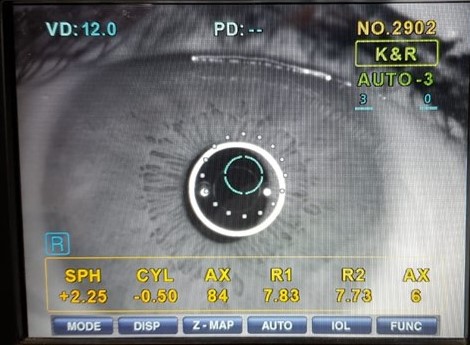 VD: 12.0 PD: -- NO.2902
K&R
AUTO -3
3 0
R
SPH CYL AX R1 R2 AX
+2.25 -0.50 84 7.83 7.73 6
MODE DISP Z - MAP AUTO IOL FUNC